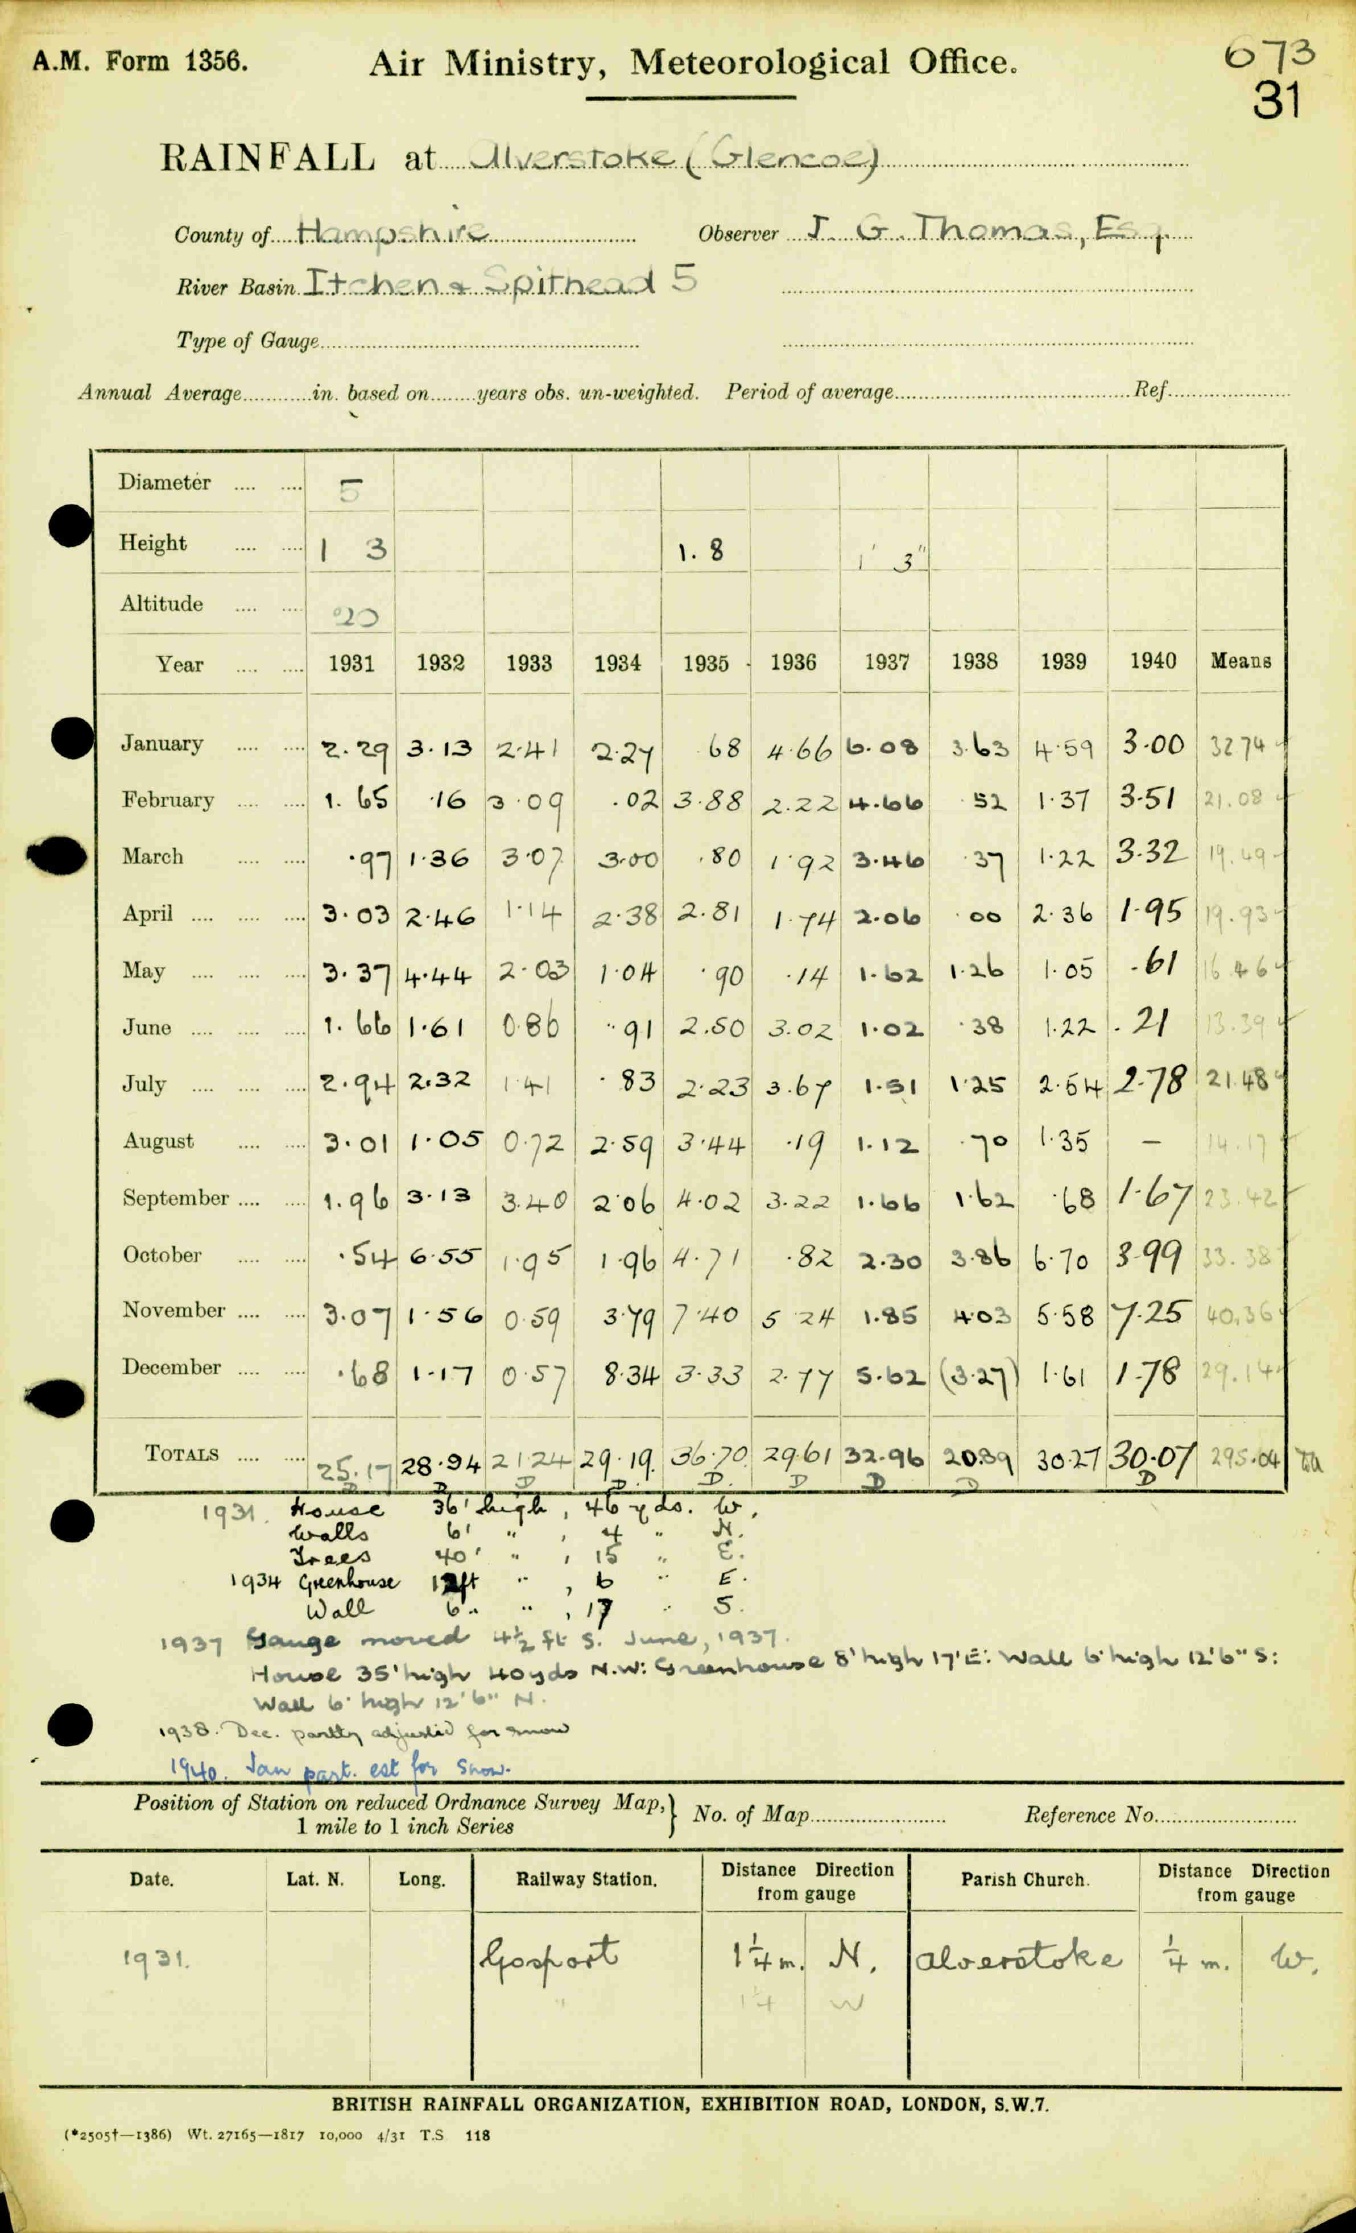 A.M. Form 1356.
Air Ministry, Meteorological Office.
673
31
RAINFALL at Alverstoke (Glencoe)
County of Hampshire Observer J. G. Thomas, Esq.
River Basin Itchen & Spithead 5
Type of Gauge
Annual Average in. based on years obs. un-weighted. Period of average Ref.
Diameter 5
Height 1 3 1.8 1' 3"
Altitude 20
Year 1931 1932 1933 1934 1935 1936 1937 1938 1939 1940 Means
January 2.29 3.13 2.41 2.27 68 4.66 6.08 3.63 4.59 3.00 32 74
February 1.65 .16 3.09 .02 3.88 2.22 4.66 .52 1.37 3.51 21.08
March .97 1.36 3.07 3.00 .80 1.92 3.46 .37 1.22 3.32 19.49
April 3.03 2.46 1.14 2.38 2.81 1.74 2.06 .00 2.36 1.95 19.93
May 3.37 4.44 2.03 1.04 .90 .14 1.62 1.26 1.05 .61 16.46
June 1.66 1.61 0.86 .91 2.50 3.02 1.02 .38 1.22 .21 13.39
July 2.94 2.32 1.41 .83 2.23 3.67 1.51 1.25 2.54 2.78 21.48
August 3.01 1.05 0.72 2.59 3.44 .19 1.12 .70 1.35 — 14.17
September 1.96 3.13 3.40 2.06 4.02 3.22 1.66 1.62 .68 1.67 23.42
October .54 6.55 1.95 1.96 4.71 .82 2.30 3.86 6.70 3.99 33.38
November 3.07 1.56 0.59 3.79 7.40 5 24 1.85 4.03 5.58 7.25 40.36
December .68 1.17 0.57 8.34 3.33 2.77 5.62 (3.27) 1.61 1.78 29.14
TOTALS 25.17 28.94 21.24 29.19 36.70 29.61 32.96 20.89 30.27 30.07 295.04
D D D D D D D D D
1931. House 36' high, 46 yds. W.
Walls 6' " , 4 " N.
Trees 40' " , 15 " E.
1934 Greenhouse 12ft " , 6 " E.
Wall 6 " " , 17 " S.
1937 Gauge moved 4½ ft S. June, 1937.
House 35' high 40yds N.W: Greenhouse 8' high 17'E: Wall 6' high 12'6" S:
Wall 6' high 12'6" N.
1938. Dec. partly adjusted for snow
1940. Jan part. est for Snow.
Position of Station on reduced Ordnance Survey Map, 1 mile to 1 inch Series } No. of Map Reference No.
Date. Lat. N. Long. Railway Station. Distance Direction from gauge Parish Church. Distance Direction from gauge
1931. Gosport 1¼ m. N. Alverstoke ¼ m. W.
" 1¼ W
BRITISH RAINFALL ORGANIZATION, EXHIBITION ROAD, LONDON, S.W.7.
(*2505†—1386) Wt. 27165—1817 10,000 4/31 T.S 118